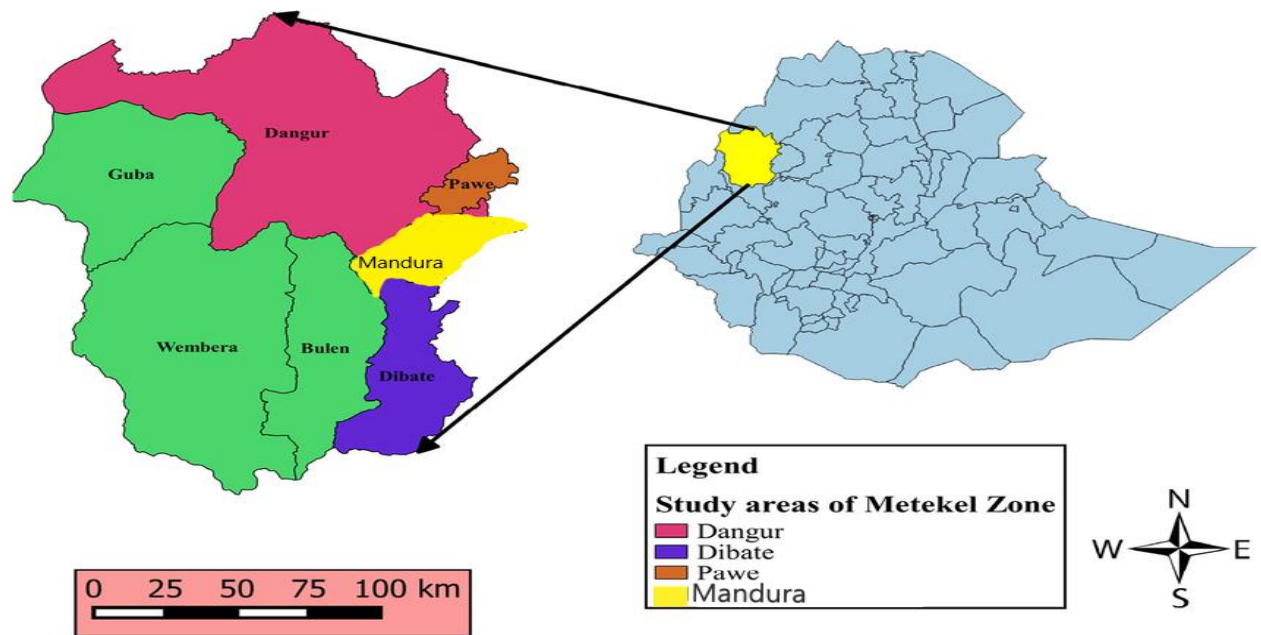 Dangur
Guba
Pawe
Mandura
Wembera
Bulen
Dibate
Legend
Study areas of Metekel Zone
Dangur
Dibate
Pawe
Mandura
N
W E
S
0 25 50 75 100 km